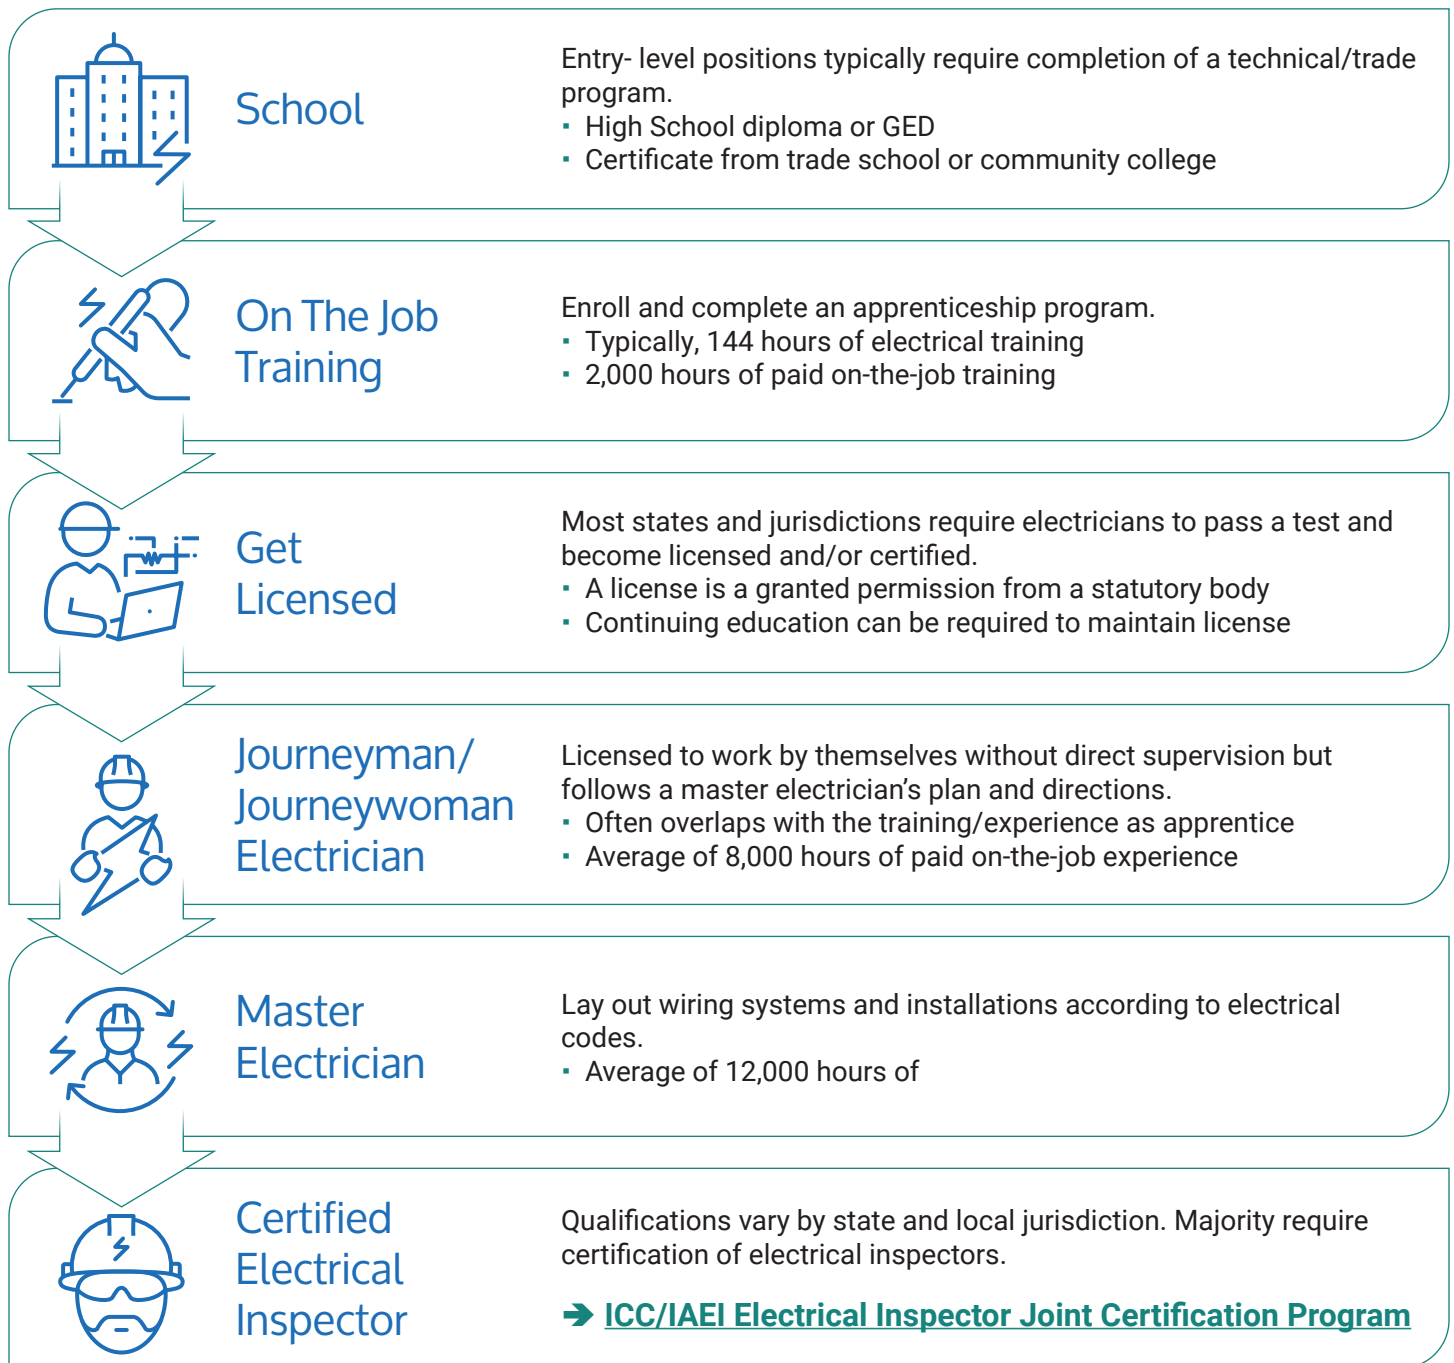 School
Entry- level positions typically require completion of a technical/trade
program.
▪ High School diploma or GED
▪ Certificate from trade school or community college
On The Job
Training
Enroll and complete an apprenticeship program.
▪ Typically, 144 hours of electrical training
▪ 2,000 hours of paid on-the-job training
Get
Licensed
Most states and jurisdictions require electricians to pass a test and
become licensed and/or certified.
▪ A license is a granted permission from a statutory body
▪ Continuing education can be required to maintain license
Journeyman/
Journeywoman
Electrician
Licensed to work by themselves without direct supervision but
follows a master electrician’s plan and directions.
▪ Often overlaps with the training/experience as apprentice
▪ Average of 8,000 hours of paid on-the-job experience
Master
Electrician
Lay out wiring systems and installations according to electrical
codes.
▪ Average of 12,000 hours of
Certified
Electrical
Inspector
Qualifications vary by state and local jurisdiction. Majority require
certification of electrical inspectors.
➔ ICC/IAEI Electrical Inspector Joint Certification Program